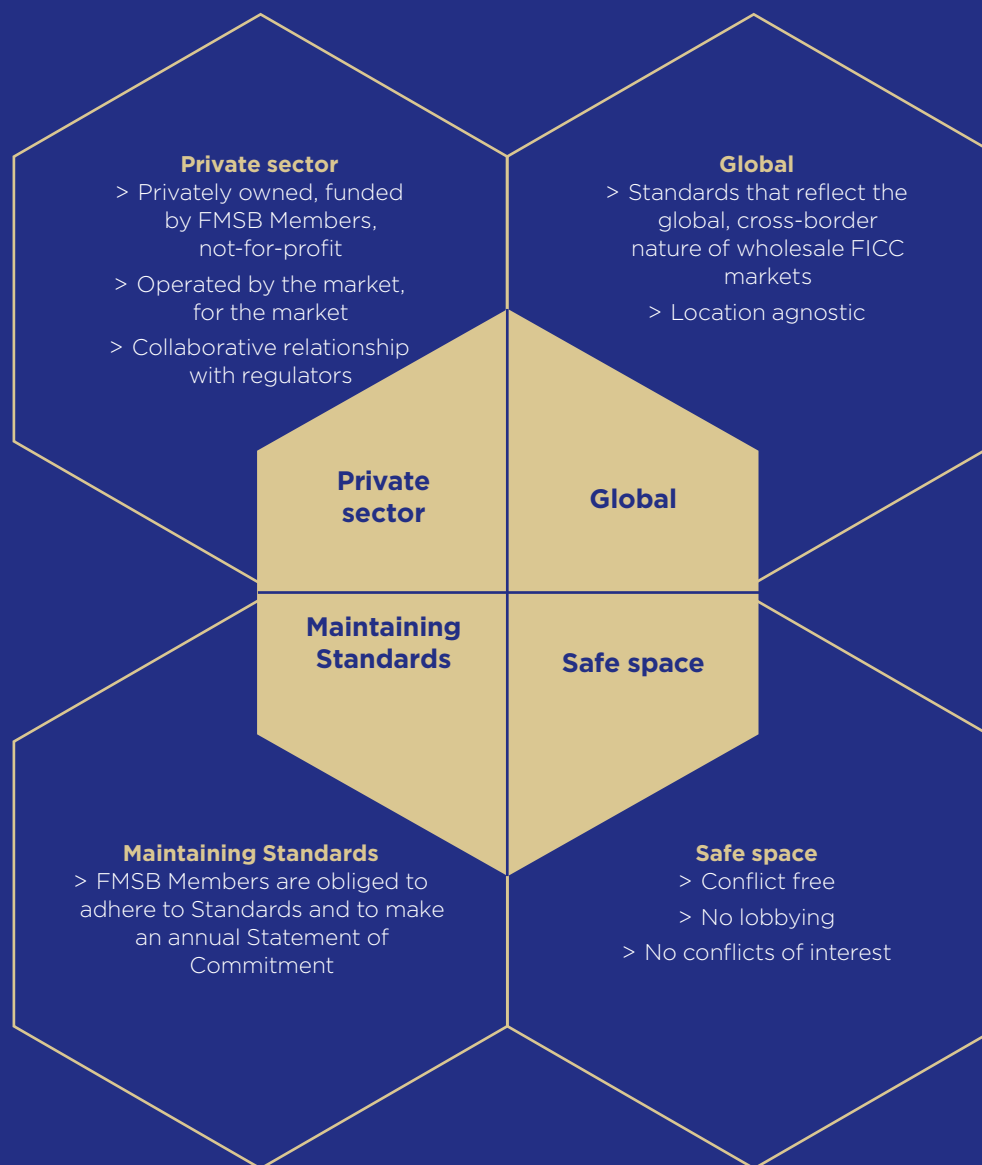 Private sector
> Privately owned, funded
by FMSB Members,
not-for-profit
> Operated by the market,
for the market
> Collaborative relationship
with regulators
Global
> Standards that reflect the
global, cross-border
nature of wholesale FICC
markets
> Location agnostic
Private
sector
Global
Maintaining
Standards
Safe space
Maintaining Standards
> FMSB Members are obliged to
adhere to Standards and to make
an annual Statement of
Commitment
Safe space
> Conflict free
> No lobbying
> No conflicts of interest